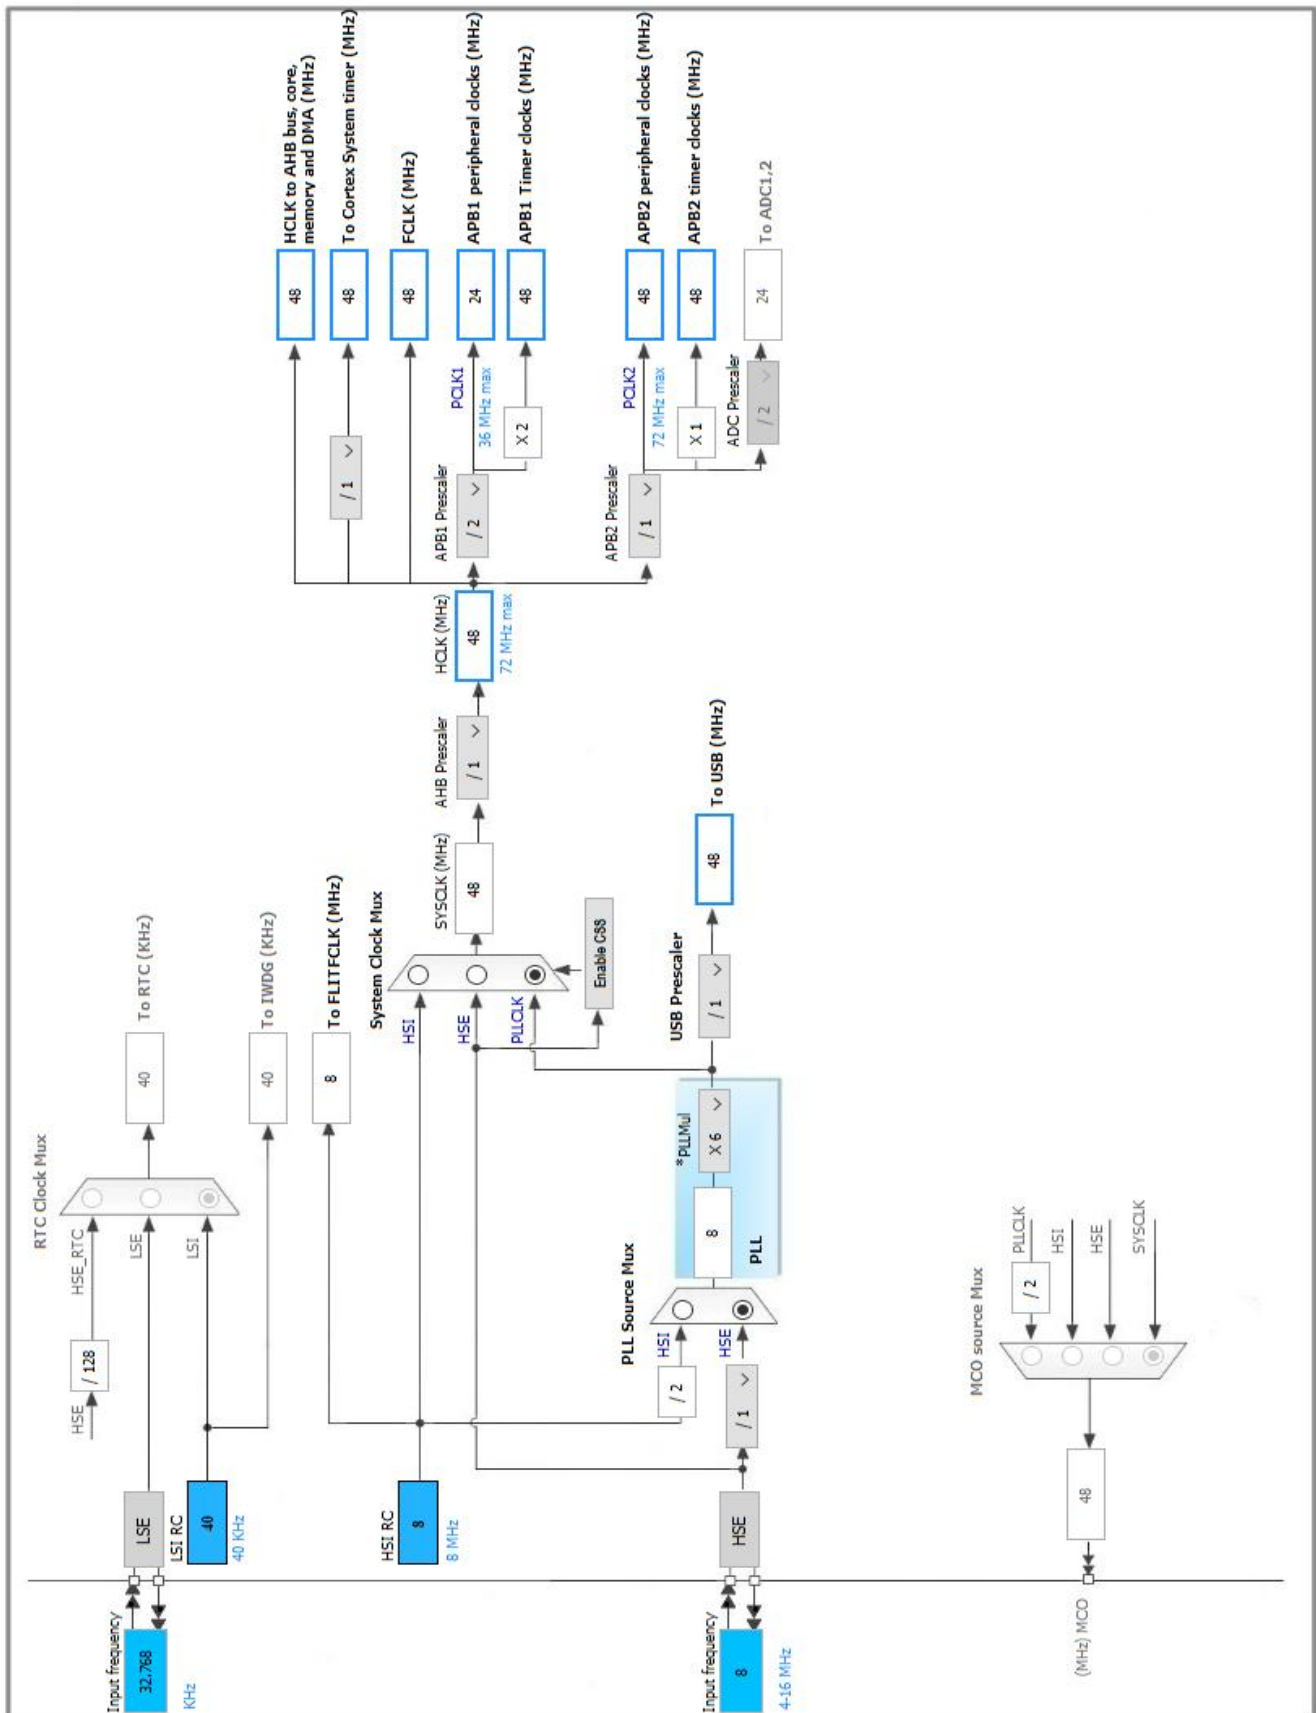 RTC Clock Mux
HSE
/ 128
HSE_RTC
Input frequency
32.768
KHz
LSE
LSE
40
To RTC (KHz)
LSI RC
40
40 KHz
LSI
40
To IWDG (KHz)
8
To FLITFCLK (MHz)
HSI RC
8
8 MHz
System Clock Mux
HSI
HSE
PLLCLK
Enable CSS
SYSCLK (MHz)
48
AHB Prescaler
/ 1
HCLK (MHz)
48
72 MHz max
48
HCLK to AHB bus, core,
memory and DMA (MHz)
/ 1
48
To Cortex System timer (MHz)
48
FCLK (MHz)
APB1 Prescaler
/ 2
PCLK1
36 MHz max
24
APB1 peripheral clocks (MHz)
X 2
48
APB1 Timer clocks (MHz)
APB2 Prescaler
/ 1
PCLK2
72 MHz max
48
APB2 peripheral clocks (MHz)
X 1
48
APB2 timer clocks (MHz)
ADC Prescaler
/ 2
24
To ADC1,2
PLL Source Mux
/ 2
HSI
HSE
/ 1
Input frequency
8
4-16 MHz
HSE
8
*PLLMul
X 6
PLL
USB Prescaler
/ 1
48
To USB (MHz)
MCO source Mux
/ 2
PLLCLK
HSI
HSE
SYSCLK
48
(MHz) MCO